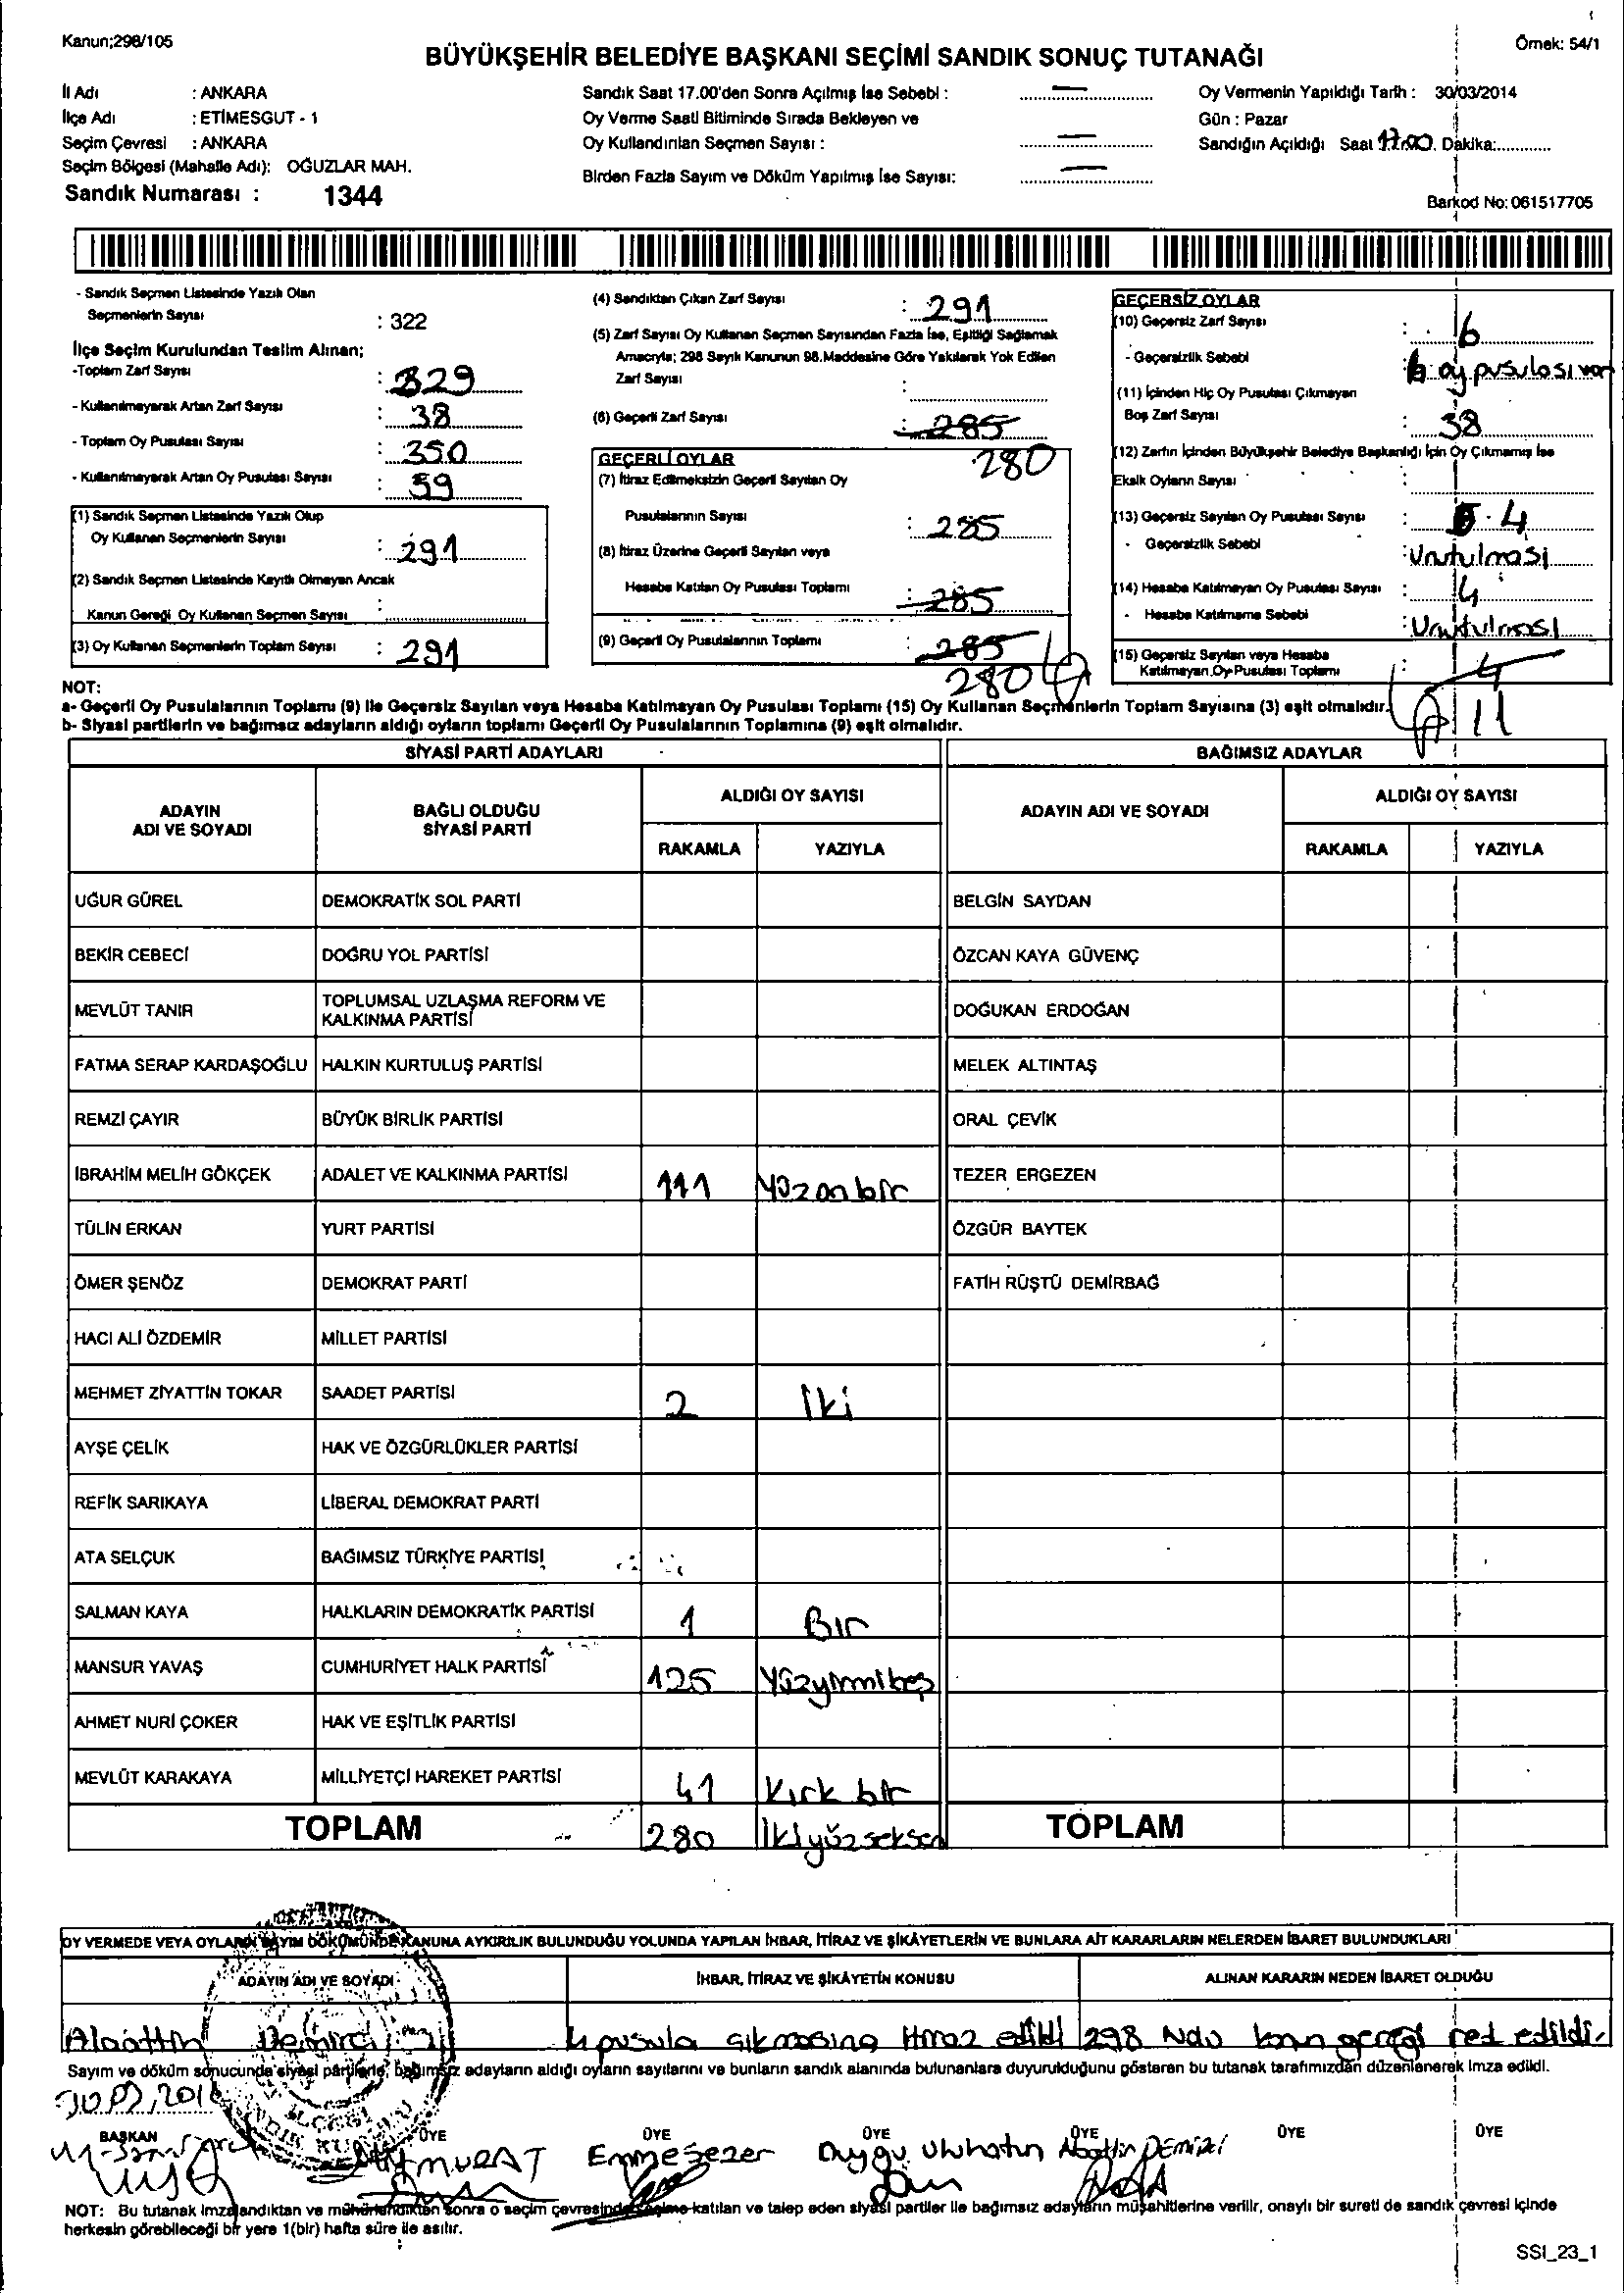 Kanun;298/105
Örnek: 54/1
BÜYÜKŞEHİR BELEDİYE BAŞKANI SEÇİMİ SANDIK SONUÇ TUTANAĞI
İl Adı : ANKARA
İlçe Adı : ETİMESGUT - 1
Seçim Çevresi : ANKARA
Seçim Bölgesi (Mahalle Adı): OĞUZLAR MAH.
Sandık Numarası : 1344
Sandık Saat 17.00'den Sonra Açılmış İse Sebebi :
Oy Verme Saati Bitiminde Sırada Bekleyen ve
Oy Kullandırılan Seçmen Sayısı :
Birden Fazla Sayım ve Döküm Yapılmış İse Sayısı:
Oy Vermenin Yapıldığı Tarih : 30/03/2014
Gün : Pazar
Sandığın Açıldığı Saat 17.00. Dakika:............
Barkod No: 061517705
- Sandık Seçmen Listesinde Yazılı Olan
Seçmenlerin Sayısı : 322
İlçe Seçim Kurulundan Teslim Alınan;
-Toplam Zarf Sayısı : 329
- Kullanılmayarak Artan Zarf Sayısı : 38
- Toplam Oy Pusulası Sayısı : 350
- Kullanılmayarak Artan Oy Pusulası Sayısı : 59
(1) Sandık Seçmen Listesinde Yazılı Olup
Oy Kullanan Seçmenlerin Sayısı : 291
(2) Sandık Seçmen Listesinde Kayıtlı Olmayan Ancak
Kanun Gereği Oy Kullanan Seçmen Sayısı :
(3) Oy Kullanan Seçmenlerin Toplam Sayısı : 291
(4) Sandıktan Çıkan Zarf Sayısı : 291
(5) Zarf Sayısı Oy Kullanan Seçmen Sayısından Fazla İse, Eşitliği Sağlamak
Amacıyla; 298 Sayılı Kanunun 98.Maddesine Göre Yakılarak Yok Edilen
Zarf Sayısı :
(6) Geçerli Zarf Sayısı : 285
280
GEÇERLİ OYLAR
(7) İtiraz Edilmeksizin Geçerli Sayılan Oy
Pusulalarının Sayısı : 285
(8) İtiraz Üzerine Geçerli Sayılan veya
Hesaba Katılan Oy Pusulası Toplamı : 285
(9) Geçerli Oy Pusulalarının Toplamı : 285
280
GEÇERSİZ OYLAR
(10) Geçersiz Zarf Sayısı : 6
- Geçersizlik Sebebi : 6 oy pusulası var
(11) İçinden Hiç Oy Pusulası Çıkmayan
Boş Zarf Sayısı : 38
(12) Zarfın İçinden Büyükşehir Belediye Başkanlığı İçin Oy Çıkmamış İse
Eksik Oyların Sayısı :
(13) Geçersiz Sayılan Oy Pusulası Sayısı : 4
- Geçersizlik Sebebi : Unutulması
(14) Hesaba Katılmayan Oy Pusulası Sayısı : 4
- Hesaba Katılmama Sebebi : Unutulması
(15) Geçersiz Sayılan veya Hesaba
Katılmayan Oy Pusulası Toplamı : 4
11
NOT:
a- Geçerli Oy Pusulalarının Toplamı (9) İle Geçersiz Sayılan veya Hesaba Katılmayan Oy Pusulası Toplamı (15) Oy Kullanan Seçmenlerin Toplam Sayısına (3) eşit olmalıdır.
b- Siyasi partilerin ve bağımsız adayların aldığı oyların toplamı Geçerli Oy Pusulalarının Toplamına (9) eşit olmalıdır.
SİYASİ PARTİ ADAYLARI
BAĞIMSIZ ADAYLAR
ADAYIN ADI VE SOYADI
BAĞLI OLDUĞU SİYASİ PARTİ
ALDIĞI OY SAYISI
ADAYIN ADI VE SOYADI
ALDIĞI OY SAYISI
RAKAMLA YAZIYLA RAKAMLA YAZIYLA
UĞUR GÜREL DEMOKRATİK SOL PARTİ BELGİN SAYDAN
BEKİR CEBECİ DOĞRU YOL PARTİSİ ÖZCAN KAYA GÜVENÇ
MEVLÜT TANIR TOPLUMSAL UZLAŞMA REFORM VE KALKINMA PARTİSİ DOĞUKAN ERDOĞAN
FATMA SERAP KARDAŞOĞLU HALKIN KURTULUŞ PARTİSİ MELEK ALTINTAŞ
REMZİ ÇAYIR BÜYÜK BİRLİK PARTİSİ ORAL ÇEVİK
İBRAHİM MELİH GÖKÇEK ADALET VE KALKINMA PARTİSİ 111 Yüzonbir TEZER ERGEZEN
TÜLİN ERKAN YURT PARTİSİ ÖZGÜR BAYTEK
ÖMER ŞENÖZ DEMOKRAT PARTİ FATİH RÜŞTÜ DEMİRBAĞ
HACI ALİ ÖZDEMİR MİLLET PARTİSİ
MEHMET ZİYATTİN TOKAR SAADET PARTİSİ 2 İki
AYŞE ÇELİK HAK VE ÖZGÜRLÜKLER PARTİSİ
REFİK SARIKAYA LİBERAL DEMOKRAT PARTİ
ATA SELÇUK BAĞIMSIZ TÜRKİYE PARTİSİ
SALMAN KAYA HALKLARIN DEMOKRATİK PARTİSİ 1 Bir
MANSUR YAVAŞ CUMHURİYET HALK PARTİSİ 125 Yüzyirmibeş
AHMET NURİ ÇOKER HAK VE EŞİTLİK PARTİSİ
MEVLÜT KARAKAYA MİLLİYETÇİ HAREKET PARTİSİ 41 Kırk bir
TOPLAM 280 İkiyüzseksen TOPLAM
OY VERMEDE VEYA OYLARIN SAYIM DÖKÜMÜNDE KANUNA AYKIRILIK BULUNDUĞU YOLUNDA YAPILAN İHBAR, İTİRAZ VE ŞİKÂYETLERİN VE BUNLARA AİT KARARLARIN NELERDEN İBARET BULUNDUKLARI
ADAYIN ADI VE SOYADI İHBAR, İTİRAZ VE ŞİKÂYETİN KONUSU ALINAN KARARIN NEDEN İBARET OLDUĞU
Alaattin Demirci 4 pusula çıkmasına itiraz edildi 298 Nolu kanun gereği red edildi.
Sayım ve döküm sonucunda siyasi partilerle, bağımsız adayların aldığı oyların sayılarını ve bunların sandık alanında bulunanlara duyurulduğunu gösteren bu tutanak tarafımızdan düzenlenerek imza edildi.
BAŞKAN ÜYE ÜYE ÜYE ÜYE ÜYE ÜYE
MURAT Emine Sezer Duygu Uluhatun Alaattin DEMİRCİ
NOT: Bu tutanak imzalandıktan ve mühürlendikten sonra o seçim çevresinde seçime katılan ve talep eden siyasi partiler ile bağımsız adayların müşahitlerine verilir, onaylı bir sureti de sandık çevresi içinde
herkesin görebileceği bir yere 1(bir) hafta süre ile asılır.
SSI_23_1